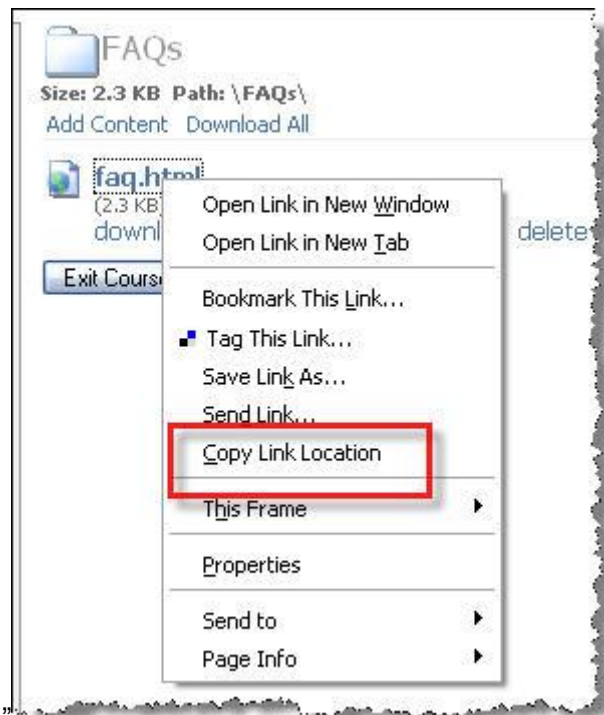 FAQs
Size: 2.3 KB Path: \FAQs\
Add Content Download All
faq.html
(2.3 KB)
downl
delete
Exit Cours
Open Link in New Window
Open Link in New Tab
Bookmark This Link...
Tag This Link...
Save Link As...
Send Link...
Copy Link Location
This Frame
Properties
Send to
Page Info
”